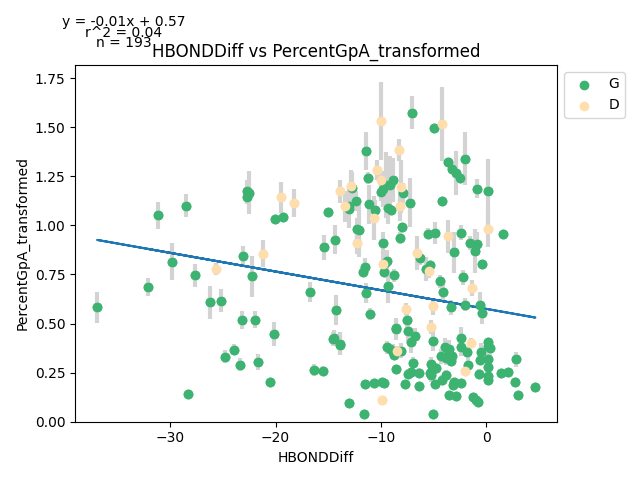 y = -0.01x + 0.57
r^2 = 0.04
n = 193
HBONDDiff vs PercentGpA_transformed
G
D
PercentGpA_transformed
1.75
1.50
1.25
1.00
0.75
0.50
0.25
0.00
−30
−20
−10
0
HBONDDiff